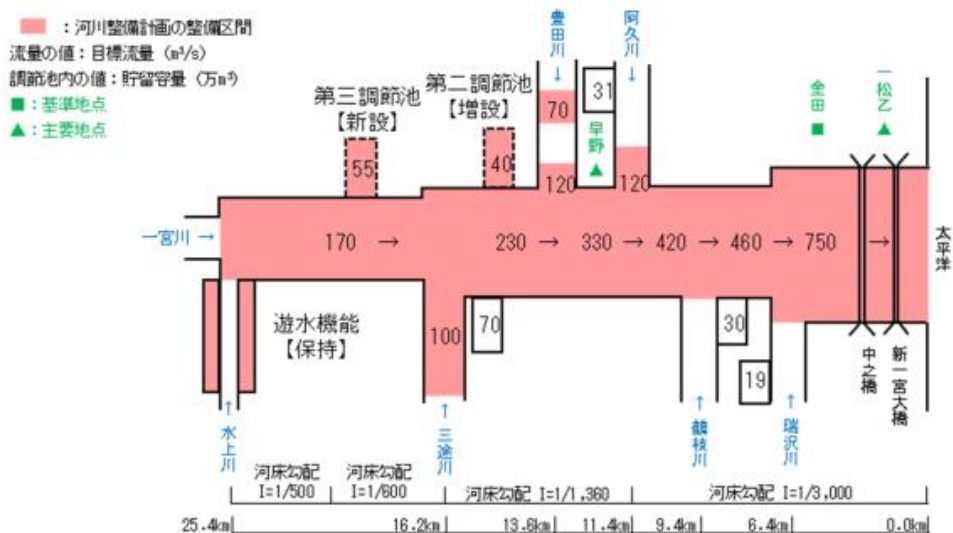 ：河川整備計画の整備区間
流量の値：目標流量（m³/s）
調節池内の値：貯留容量（万m³）
■：基準地点
▲：主要地点
第三調節池
【新設】
第二調節池
【増設】
豊田川
↓
阿久川
↓
31
早野
▲
金田
■
一松乙
▲
70
55
40
120
120
一宮川→
170 →
230 →
330 →
420 →
460 →
750
→
太平洋
遊水機能
【保持】
100
70
30
19
中之橋
新一宮大橋
↑
水上川
↑
三途川
↑
鶴枝川
↑
瑞沢川
河床勾配
I=1/500
河床勾配
I=1/600
河床勾配 I=1/1,360
河床勾配 I=1/3,000
25.4km
16.2km
13.6km
11.4km
9.4km
6.4km
0.0km